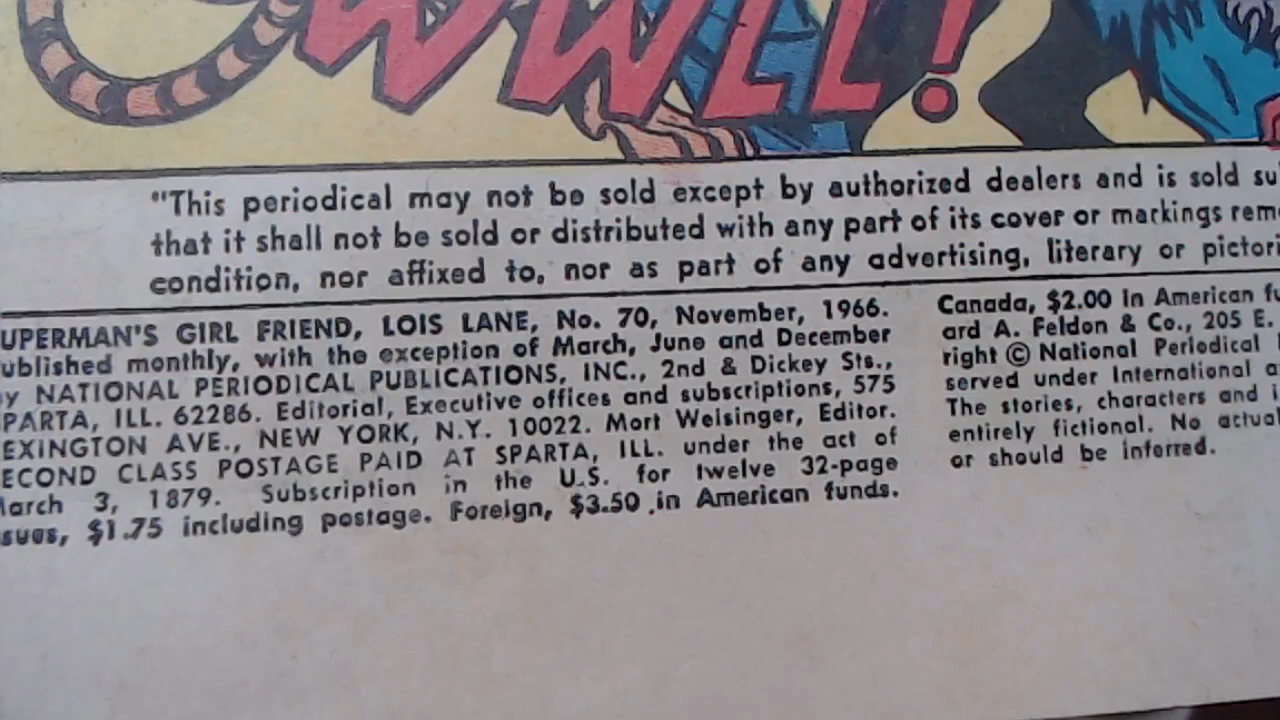 WWLL!
"This periodical may not be sold except by authorized dealers and is sold su
that it shall not be sold or distributed with any part of its cover or markings rem
condition, nor affixed to, nor as part of any advertising, literary or pictori
UPERMAN'S GIRL FRIEND, LOIS LANE, No. 70, November, 1966.
ublished monthly, with the exception of March, June and December
y NATIONAL PERIODICAL PUBLICATIONS, INC., 2nd & Dickey Sts.,
PARTA, ILL. 62286. Editorial, Executive offices and subscriptions, 575
EXINGTON AVE., NEW YORK, N.Y. 10022. Mort Weisinger, Editor.
ECOND CLASS POSTAGE PAID AT SPARTA, ILL. under the act of
arch 3, 1879. Subscription in the U.S. for twelve 32-page
sues, $1.75 including postage. Foreign, $3.50 in American funds.
Canada, $2.00 in American fu
ard A. Feldon & Co., 205 E.
right © National Periodical
served under International a
The stories, characters and i
entirely fictional. No actual
or should be inferred.